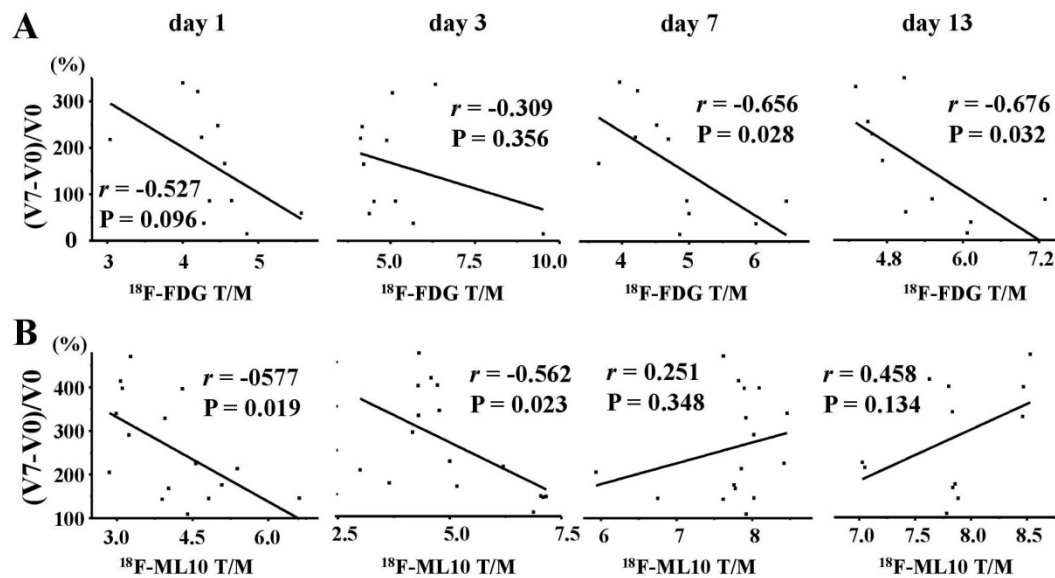 A day 1 day 3 day 7 day 13
(%)
(V7-V0)/V0
300
200
100
0
r = -0.527
P = 0.096
3 4 5
¹⁸F-FDG T/M
r = -0.309
P = 0.356
5.0 7.5 10.0
¹⁸F-FDG T/M
r = -0.656
P = 0.028
4 5 6
¹⁸F-FDG T/M
r = -0.676
P = 0.032
4.8 6.0 7.2
¹⁸F-FDG T/M
B
(%)
(V7-V0)/V0
400
300
200
100
r = -0577
P = 0.019
3.0 4.5 6.0
¹⁸F-ML10 T/M
r = -0.562
P = 0.023
2.5 5.0 7.5
¹⁸F-ML10 T/M
r = 0.251
P = 0.348
6 7 8
¹⁸F-ML10 T/M
r = 0.458
P = 0.134
7.0 7.5 8.0 8.5
¹⁸F-ML10 T/M